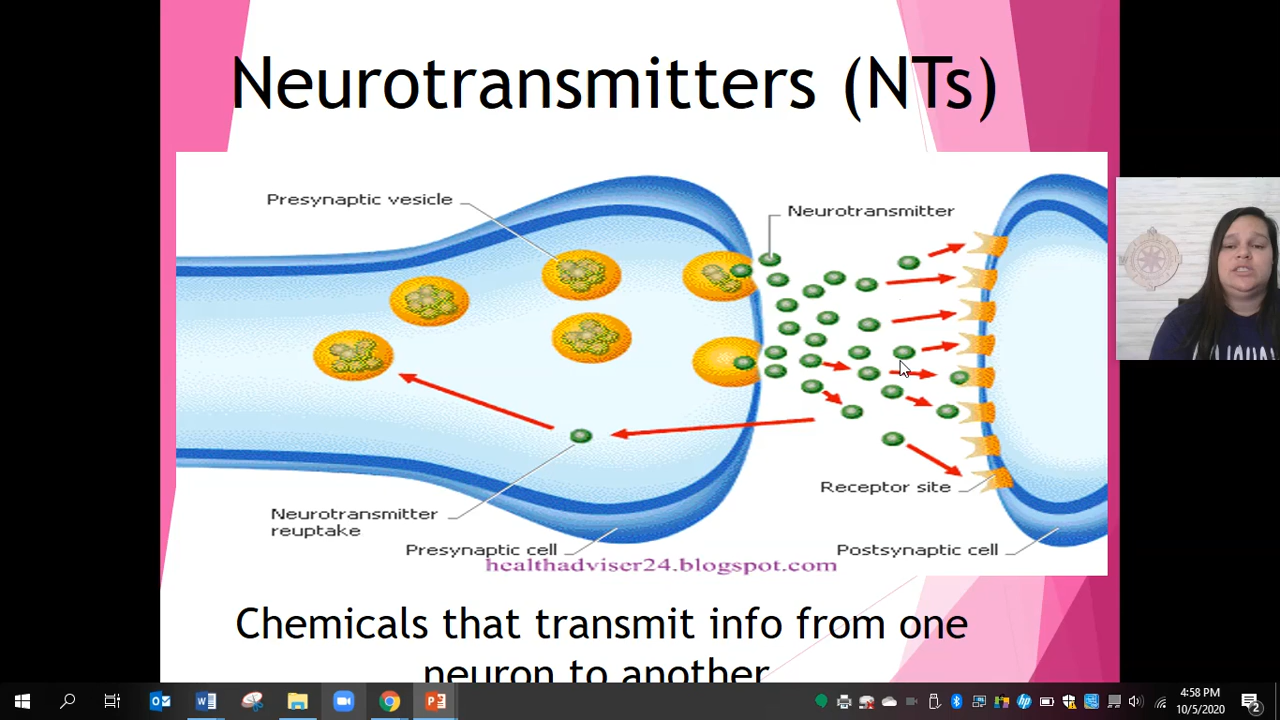 Neurotransmitters (NTs)
Presynaptic vesicle
Neurotransmitter
Receptor site
Neurotransmitter
reuptake
Presynaptic cell
Postsynaptic cell
healthadviser24.blogspot.com
Chemicals that transmit info from one
neuron to another
4:58 PM
10/5/2020
2